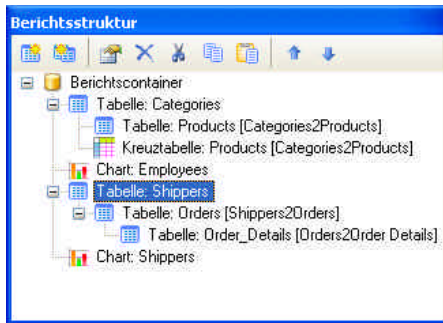 Berichtsstruktur
Berichtscontainer
Tabelle: Categories
Tabelle: Products [Categories2Products]
Kreuztabelle: Products [Categories2Products]
Chart: Employees
Tabelle: Shippers
Tabelle: Orders [Shippers2Orders]
Tabelle: Order_Details [Orders2Order Details]
Chart: Shippers